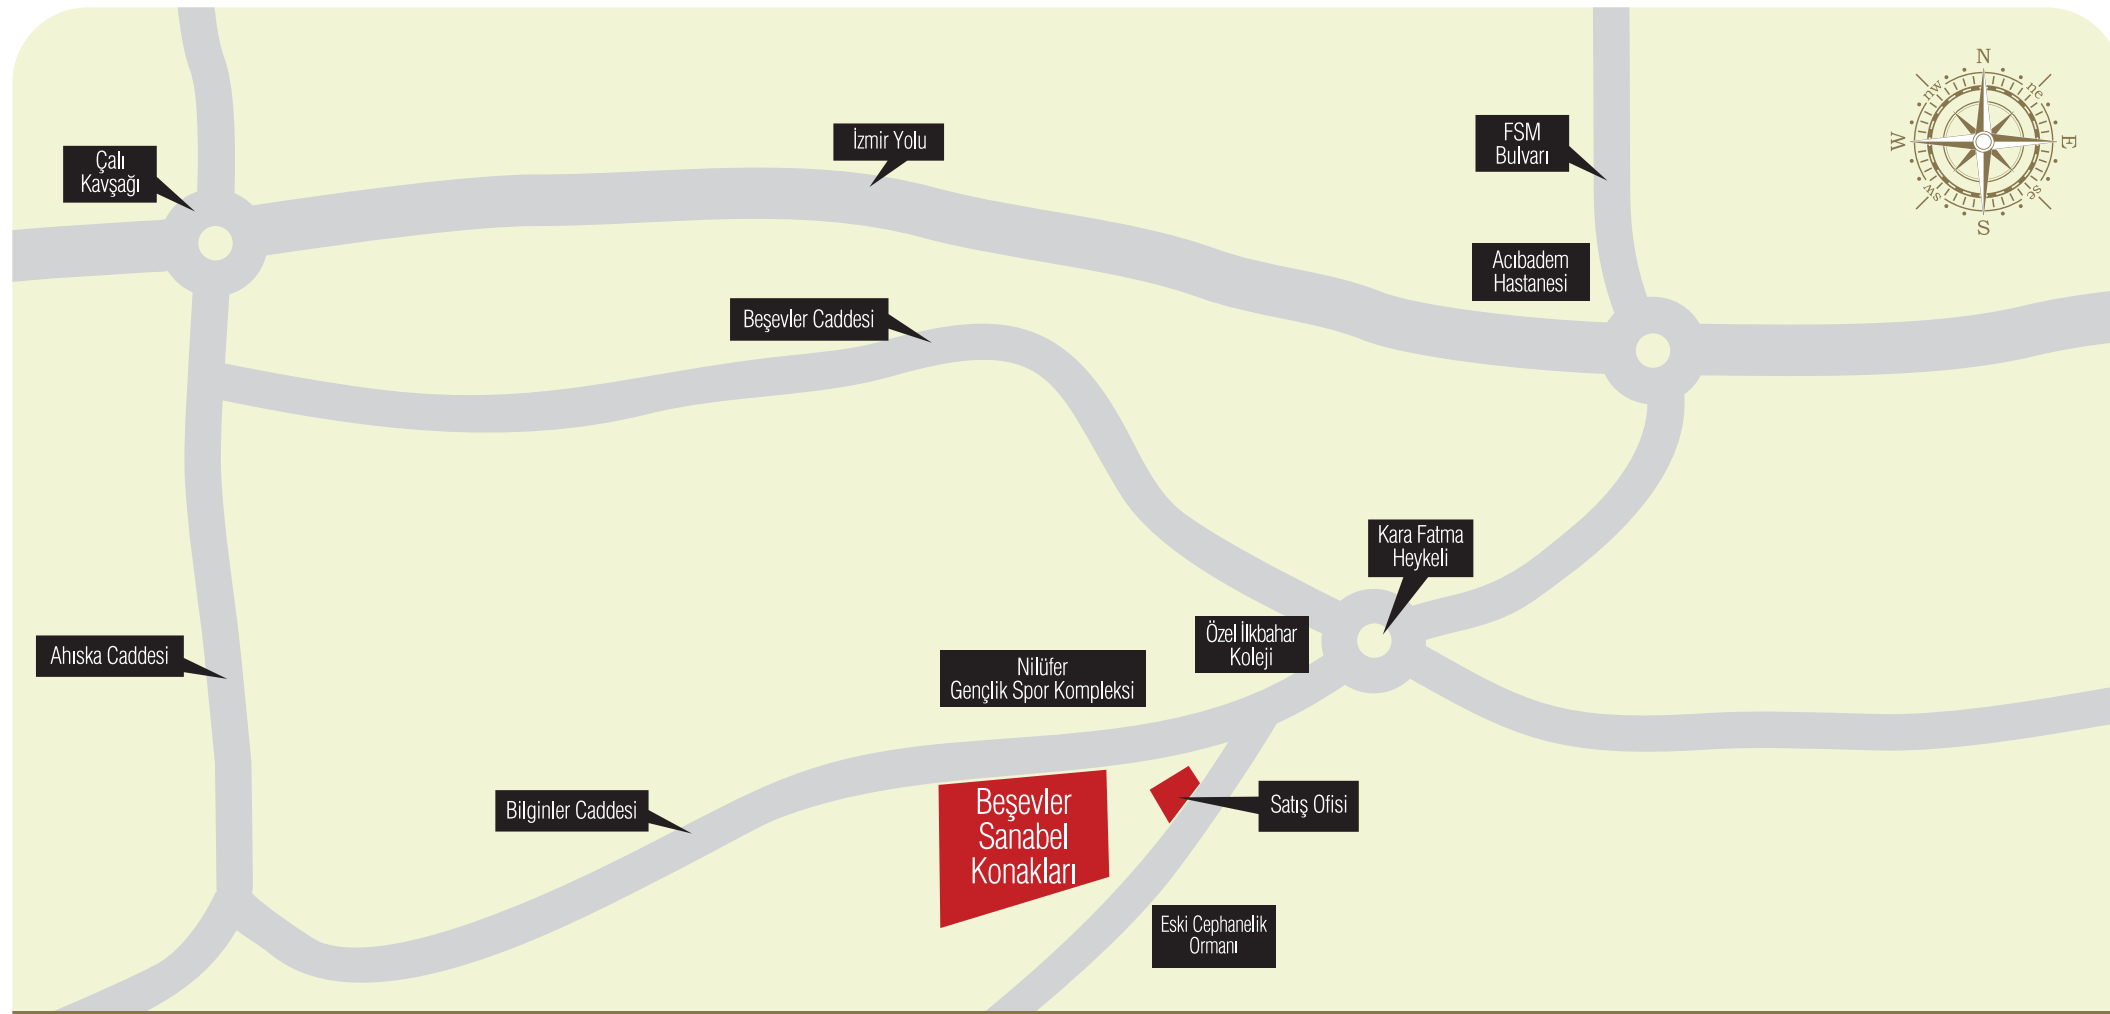 N
nw
ne
W
E
sw
se
S
FSM
Bulvarı
İzmir Yolu
Çalı
Kavşağı
Acıbadem
Hastanesi
Beşevler Caddesi
Kara Fatma
Heykeli
Özel İlkbahar
Koleji
Ahıska Caddesi
Nilüfer
Gençlik Spor Kompleksi
Bilginler Caddesi
Beşevler
Sanabel
Konakları
Satış Ofisi
Eski Cephanelik
Ormanı